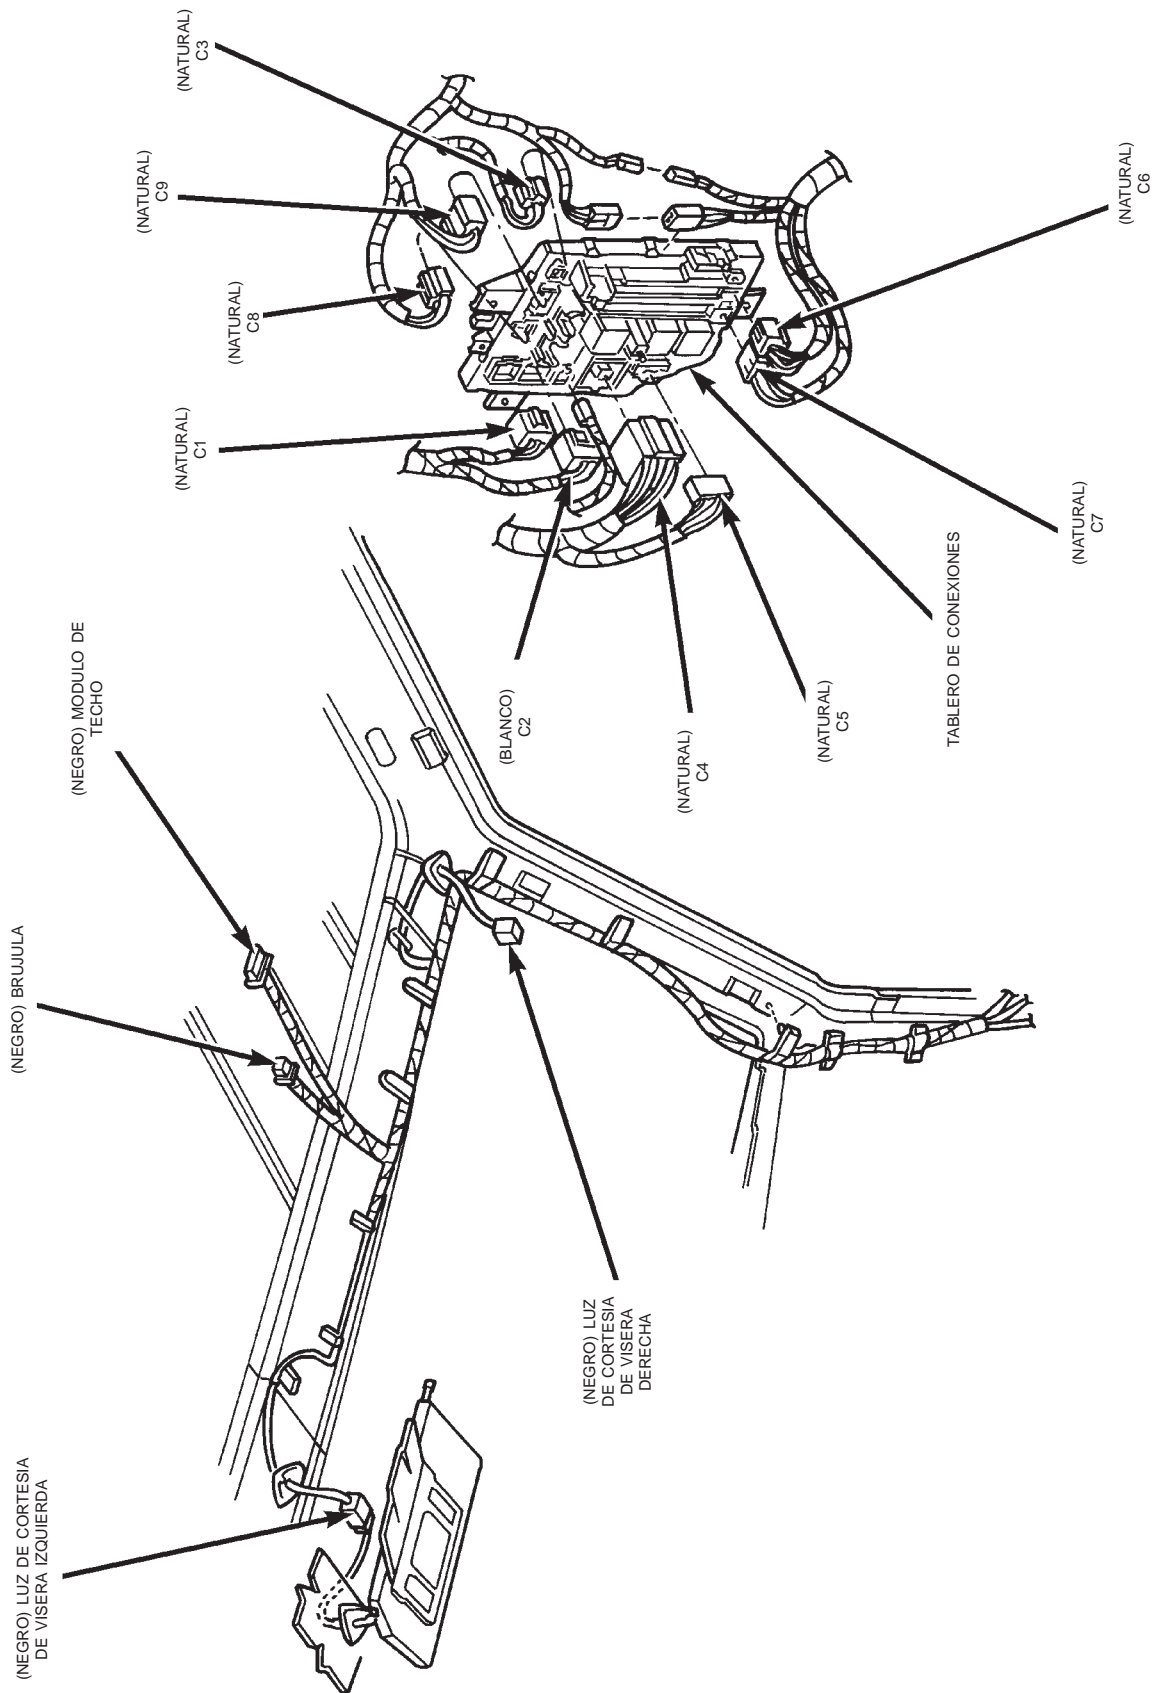 (NEGRO) LUZ DE CORTESIA
DE VISERA IZQUIERDA
(NEGRO) BRUJULA
(NEGRO) MODULO DE
TECHO
(NEGRO) LUZ
DE CORTESIA
DE VISERA
DERECHA
(NATURAL)
C1
(NATURAL)
C8
(NATURAL)
C9
(NATURAL)
C3
(BLANCO)
C2
(NATURAL)
C4
(NATURAL)
C5
TABLERO DE CONEXIONES
(NATURAL)
C7
(NATURAL)
C6